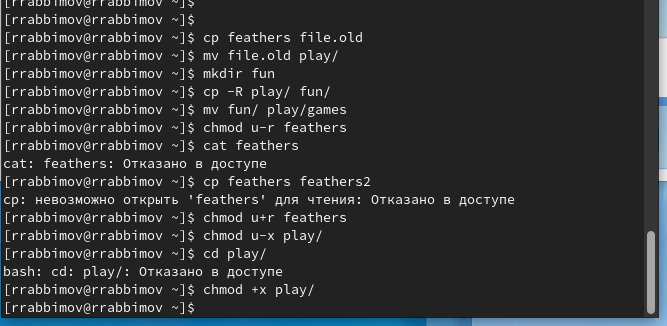 [rrabbimov@rrabbimov ~]$
[rrabbimov@rrabbimov ~]$
[rrabbimov@rrabbimov ~]$ cp feathers file.old
[rrabbimov@rrabbimov ~]$ mv file.old play/
[rrabbimov@rrabbimov ~]$ mkdir fun
[rrabbimov@rrabbimov ~]$ cp -R play/ fun/
[rrabbimov@rrabbimov ~]$ mv fun/ play/games
[rrabbimov@rrabbimov ~]$ chmod u-r feathers
[rrabbimov@rrabbimov ~]$ cat feathers
cat: feathers: Отказано в доступе
[rrabbimov@rrabbimov ~]$ cp feathers feathers2
cp: невозможно открыть 'feathers' для чтения: Отказано в доступе
[rrabbimov@rrabbimov ~]$ chmod u+r feathers
[rrabbimov@rrabbimov ~]$ chmod u-x play/
[rrabbimov@rrabbimov ~]$ cd play/
bash: cd: play/: Отказано в доступе
[rrabbimov@rrabbimov ~]$ chmod +x play/
[rrabbimov@rrabbimov ~]$